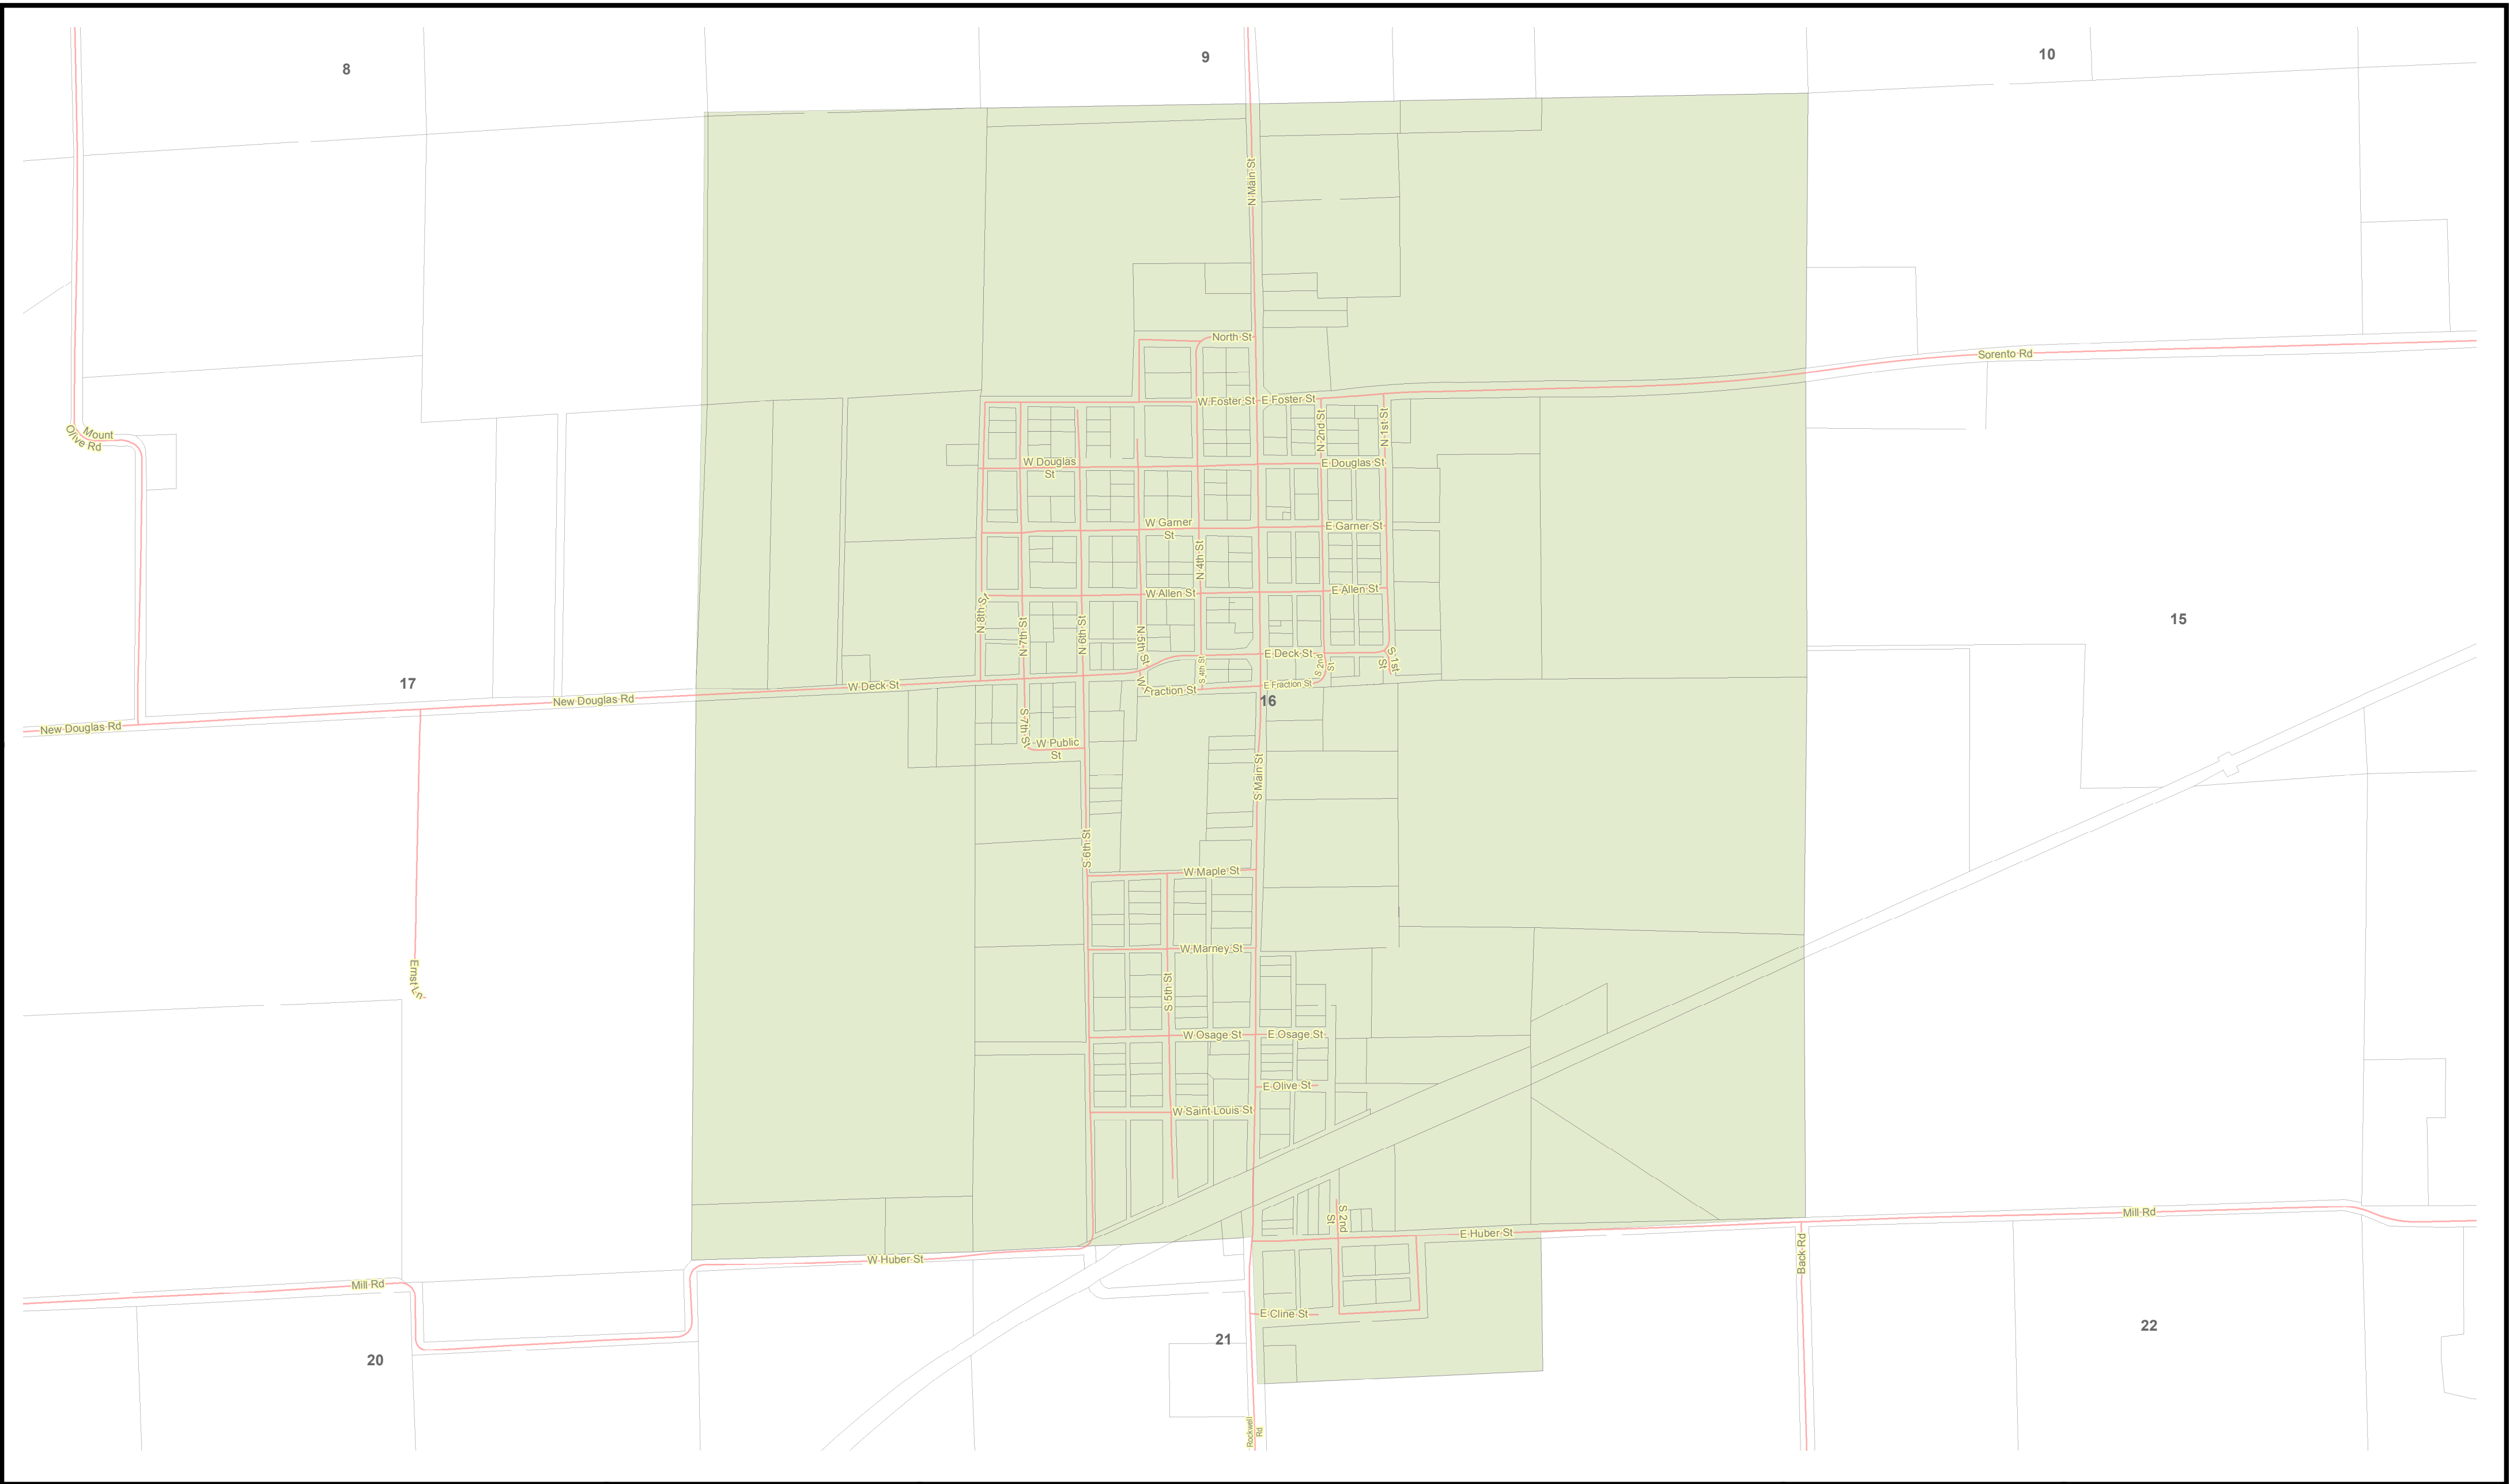 8
9
10
N Main St
North St
Sorento Rd
W Foster St
E Foster St
N 2nd St
N 1st St
Mount
Olive Rd
W Douglas
St
E Douglas St
W Garner
St
E Garner St
N 4th St
W Allen St
E Allen St
N 8th St
N 7th St
N 6th St
N 5th St
15
E Deck St
S 4th St
S 2nd
St
S 1st
St
17
W Deck St
W Fraction St
E Fraction St
16
New Douglas Rd
New Douglas Rd
S 7th St
W Public
St
S Main St
S 6th St
W Maple St
W Marney St
Ernst Ln
S 5th St
W Osage St
E Osage St
E Olive St
W Saint Louis St
S 2nd
St
Mill Rd
E Huber St
Back Rd
W Huber St
Mill Rd
E Cline St
20
21
22
Rockwell
Rd